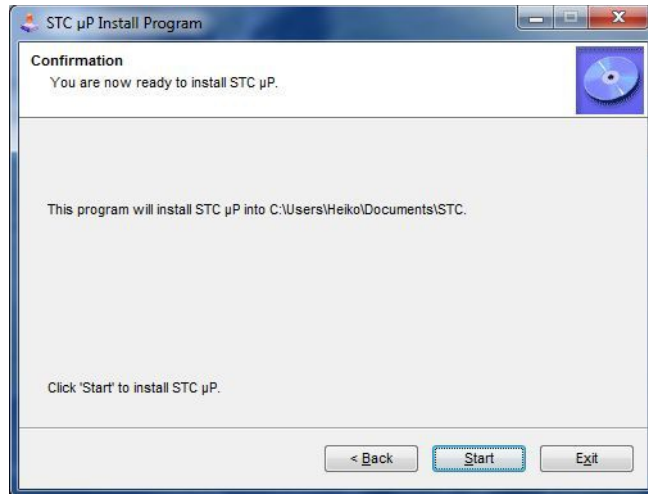 STC µP Install Program
Confirmation
You are now ready to install STC µP.
This program will install STC µP into C:\Users\Heiko\Documents\STC.
Click 'Start' to install STC µP.
< Back
Start
Exit